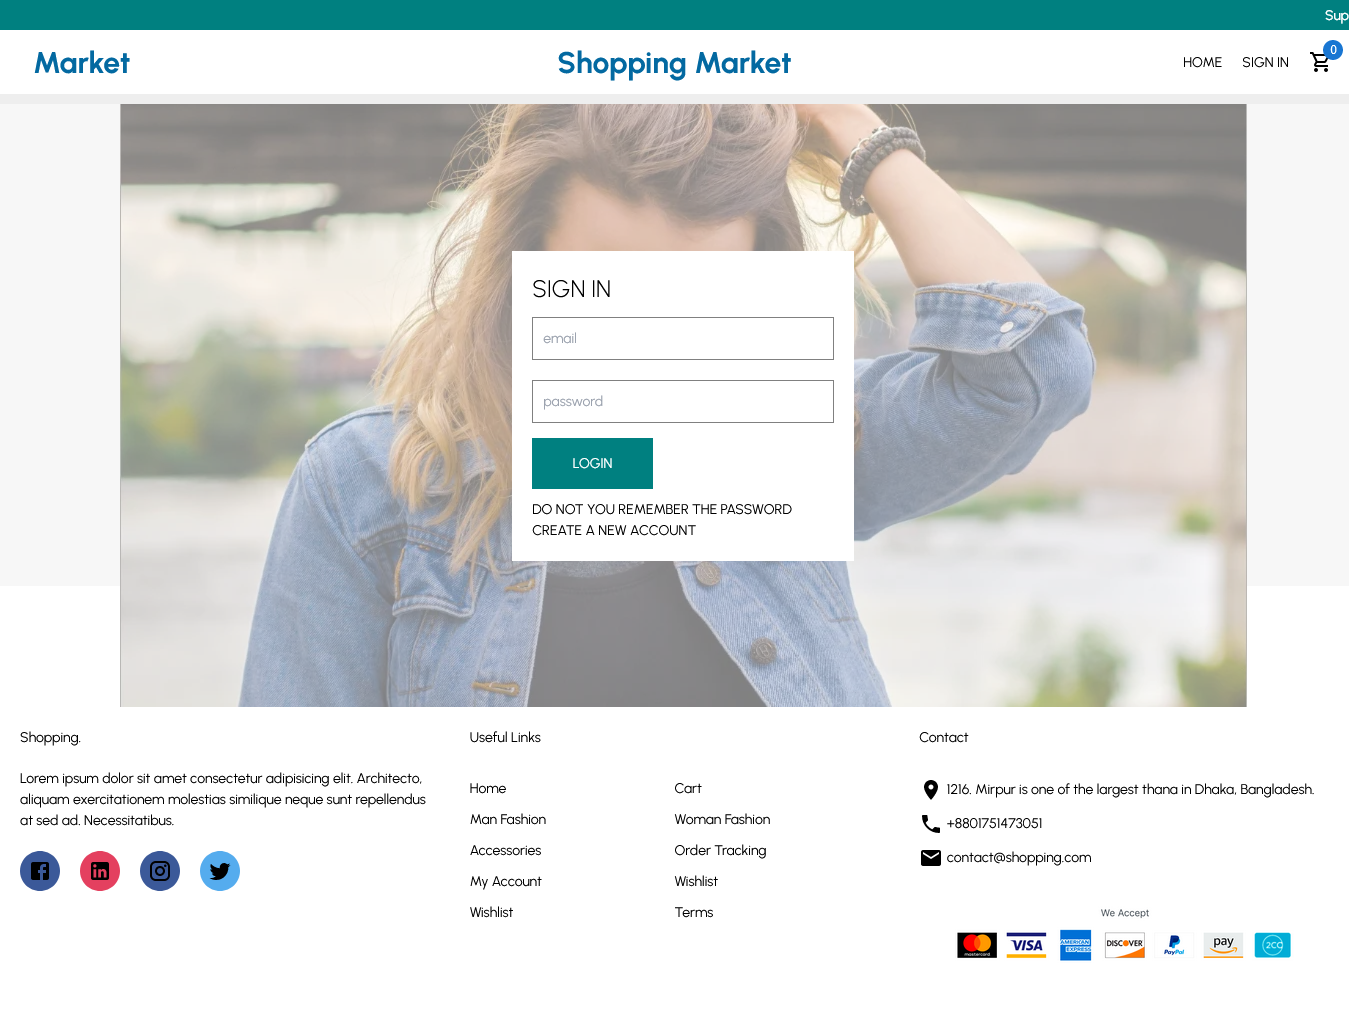 Sup
Market
Shopping Market
HOME
SIGN IN
0
SIGN IN
email
password
LOGIN
DO NOT YOU REMEMBER THE PASSWORD
CREATE A NEW ACCOUNT
Shopping.
Lorem ipsum dolor sit amet consectetur adipisicing elit. Architecto,
aliquam exercitationem molestias similique neque sunt repellendus
at sed ad. Necessitatibus.
Useful Links
Home
Cart
Man Fashion
Woman Fashion
Accessories
Order Tracking
My Account
Wishlist
Wishlist
Terms
Contact
1216. Mirpur is one of the largest thana in Dhaka, Bangladesh.
+8801751473051
contact@shopping.com
We Accept
mastercard
VISA
AMERICAN
EXPRESS
DISCOVER
PayPal
pay
2CO